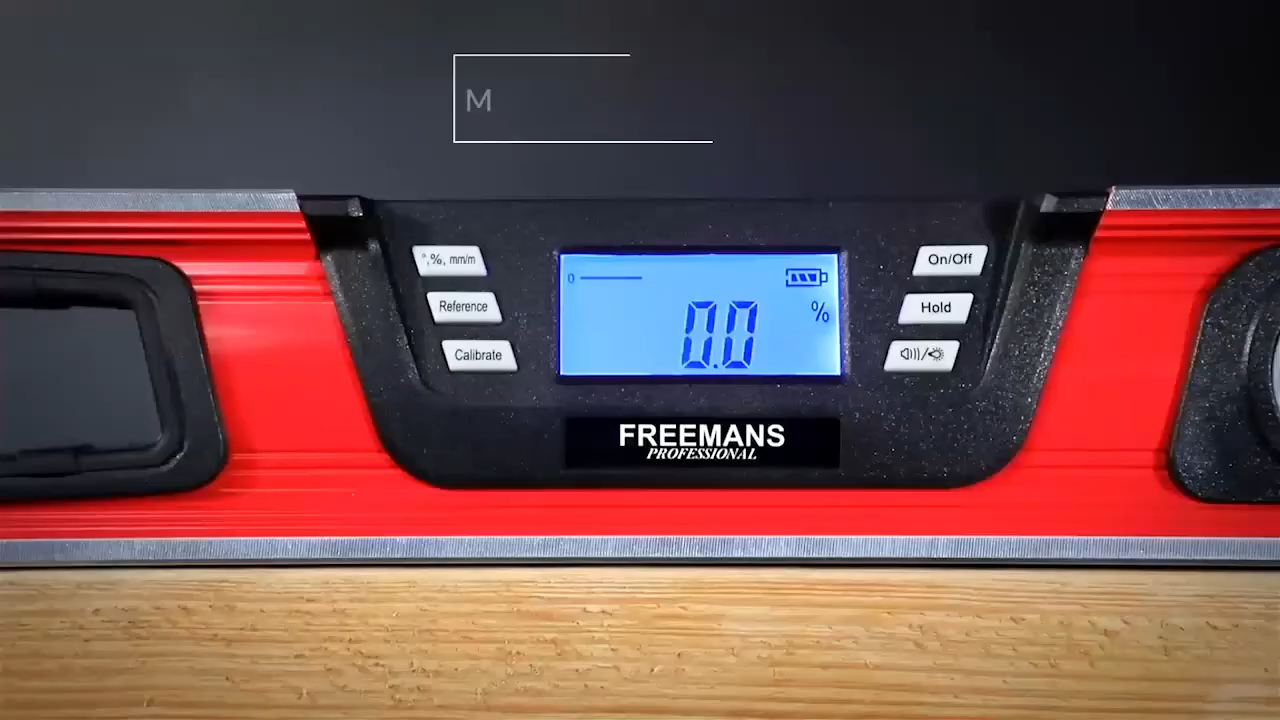 M
°,%, mm/m
On/Off
Reference
Hold
Calibrate
0
%
0.0
FREEMANS
PROFESSIONAL